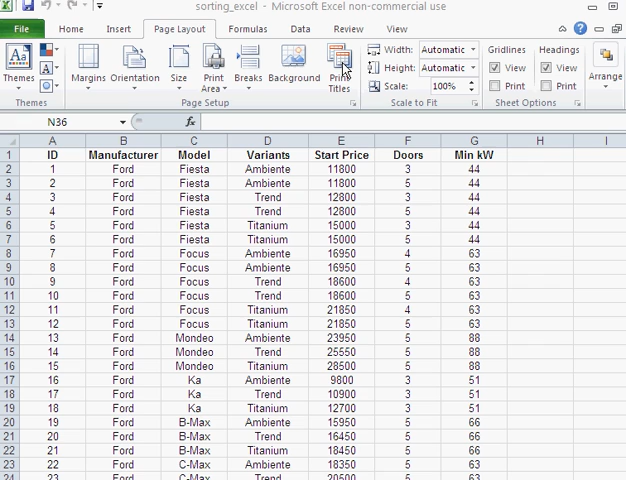 sorting_excel - Microsoft Excel non-commercial use
File Home Insert Page Layout Formulas Data Review View
Themes Margins Orientation Size Print Area Breaks Background Print Titles Width: Automatic Height: Automatic Scale: 100% Gridlines View Print Headings View Print Arrange
Themes Page Setup Scale to Fit Sheet Options
N36 fx
A B C D E F G H I
1 ID Manufacturer Model Variants Start Price Doors Min kW
2 1 Ford Fiesta Ambiente 11800 3 44
3 2 Ford Fiesta Ambiente 11800 5 44
4 3 Ford Fiesta Trend 12800 3 44
5 4 Ford Fiesta Trend 12800 5 44
6 5 Ford Fiesta Titanium 15000 3 44
7 6 Ford Fiesta Titanium 15000 5 44
8 7 Ford Focus Ambiente 16950 4 63
9 8 Ford Focus Ambiente 16950 5 63
10 9 Ford Focus Trend 18600 4 63
11 10 Ford Focus Trend 18600 5 63
12 11 Ford Focus Titanium 21850 4 63
13 12 Ford Focus Titanium 21850 5 63
14 13 Ford Mondeo Ambiente 23950 5 88
15 14 Ford Mondeo Trend 25550 5 88
16 15 Ford Mondeo Titanium 28500 5 88
17 16 Ford Ka Ambiente 9800 3 51
18 17 Ford Ka Trend 10900 3 51
19 18 Ford Ka Titanium 12700 3 51
20 19 Ford B-Max Ambiente 15950 5 66
21 20 Ford B-Max Trend 16450 5 66
22 21 Ford B-Max Titanium 18450 5 66
23 22 Ford C-Max Ambiente 18350 5 63
24 23 Ford C-Max Trend 20500 5 63